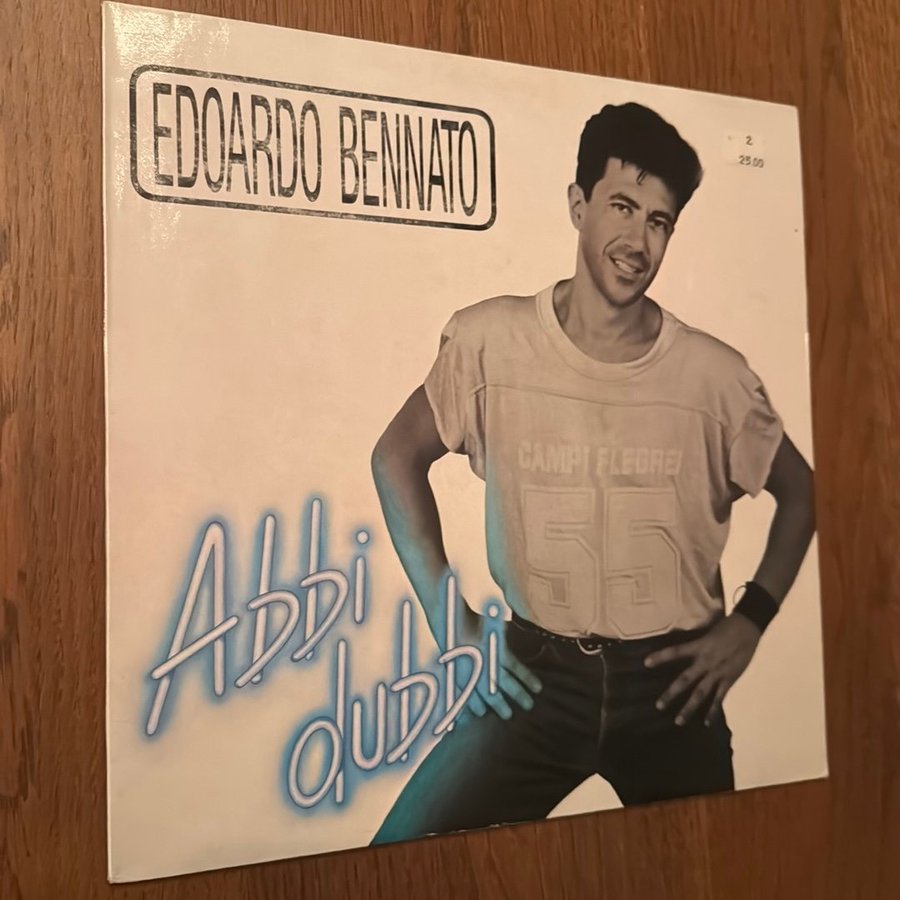 EDOARDO BENNATO
2
25.00
CAMPI FLEGREI
55
Abbi
dubbi